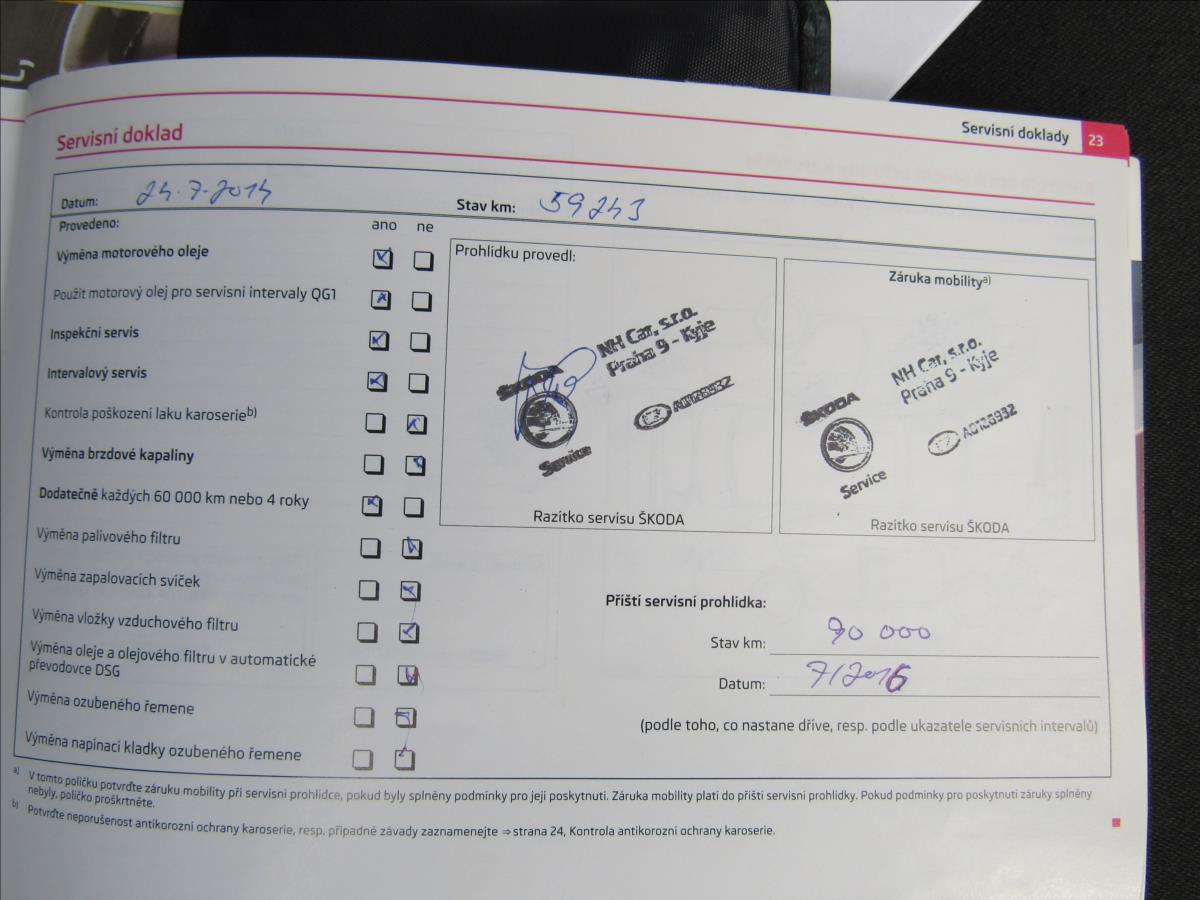 Servisní doklady 23
Servisní doklad
Datum: 24.7.2014 Stav km: 59243
Provedeno: ano ne
Výměna motorového oleje
Použit motorový olej pro servisní intervaly QG1
Inspekční servis
Intervalový servis
Kontrola poškození laku karoserieb)
Výměna brzdové kapaliny
Dodatečně každých 60 000 km nebo 4 roky
Výměna palivového filtru
Výměna zapalovacích svíček
Výměna vložky vzduchového filtru
Výměna oleje a olejového filtru v automatické
převodovce DSG
Výměna ozubeného řemene
Výměna napínací kladky ozubeného řemene
Prohlídku provedl:
NH Car, s.r.o.
Praha 9 - Kyje
ŠKODA
Service
Razítko servisu ŠKODA
Záruka mobilitya)
NH Car, s.r.o.
Praha 9 - Kyje
ŠKODA
AO126932
Service
Razítko servisu ŠKODA
Příští servisní prohlídka:
Stav km: 90 000
Datum: 7/2016
(podle toho, co nastane dříve, resp. podle ukazatele servisních intervalů)
a) V tomto políčku potvrďte záruku mobility při servisní prohlídce, pokud byly splněny podmínky pro její poskytnutí. Záruka mobility platí do příští servisní prohlídky. Pokud podmínky pro poskytnutí záruky splněny
nebyly, políčko proškrtněte.
b) Potvrďte neporušenost antikorozní ochrany karoserie, resp. případné závady zaznamenejte ⇒ strana 24, Kontrola antikorozní ochrany karoserie.